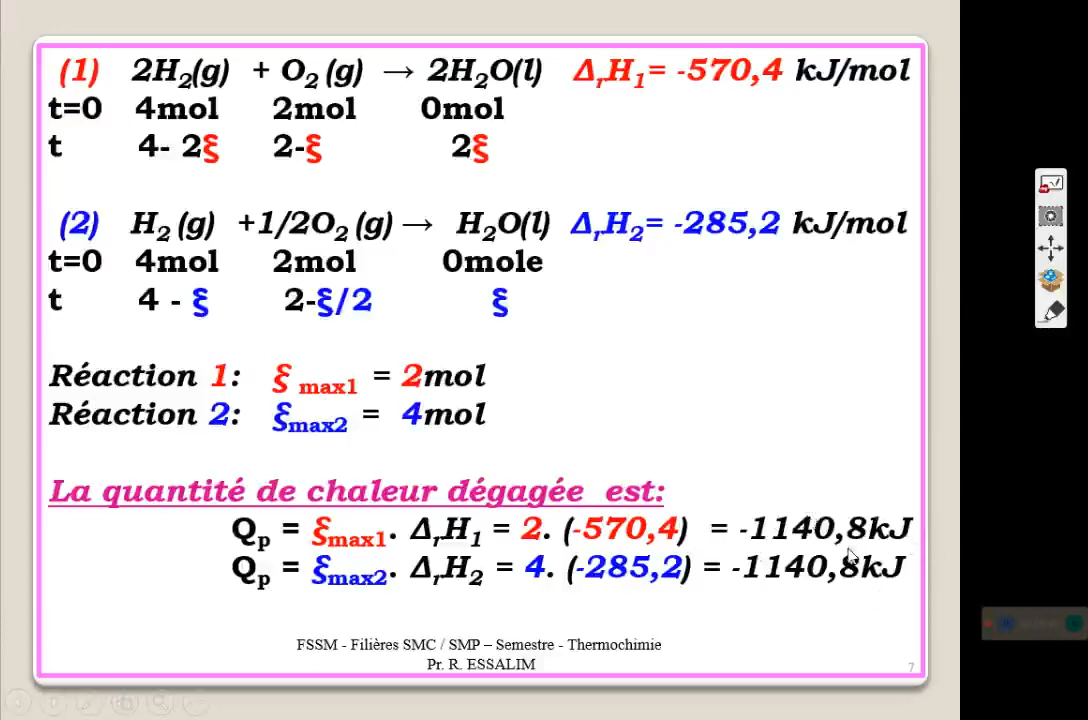 (1) 2H₂(g) + O₂ (g) → 2H₂O(l) ΔᵣH₁= -570,4 kJ/mol
t=0 4mol 2mol 0mol
t 4- 2ξ 2-ξ 2ξ
(2) H₂ (g) +1/2O₂ (g) → H₂O(l) ΔᵣH₂= -285,2 kJ/mol
t=0 4mol 2mol 0mole
t 4 - ξ 2-ξ/2 ξ
Réaction 1: ξ max1 = 2mol
Réaction 2: ξmax2 = 4mol
La quantité de chaleur dégagée est:
Qp = ξmax1. ΔᵣH₁ = 2. (-570,4) = -1140,8kJ
Qp = ξmax2. ΔᵣH₂ = 4. (-285,2) = -1140,8kJ
FSSM - Filières SMC / SMP – Semestre - Thermochimie
Pr. R. ESSALIM
7